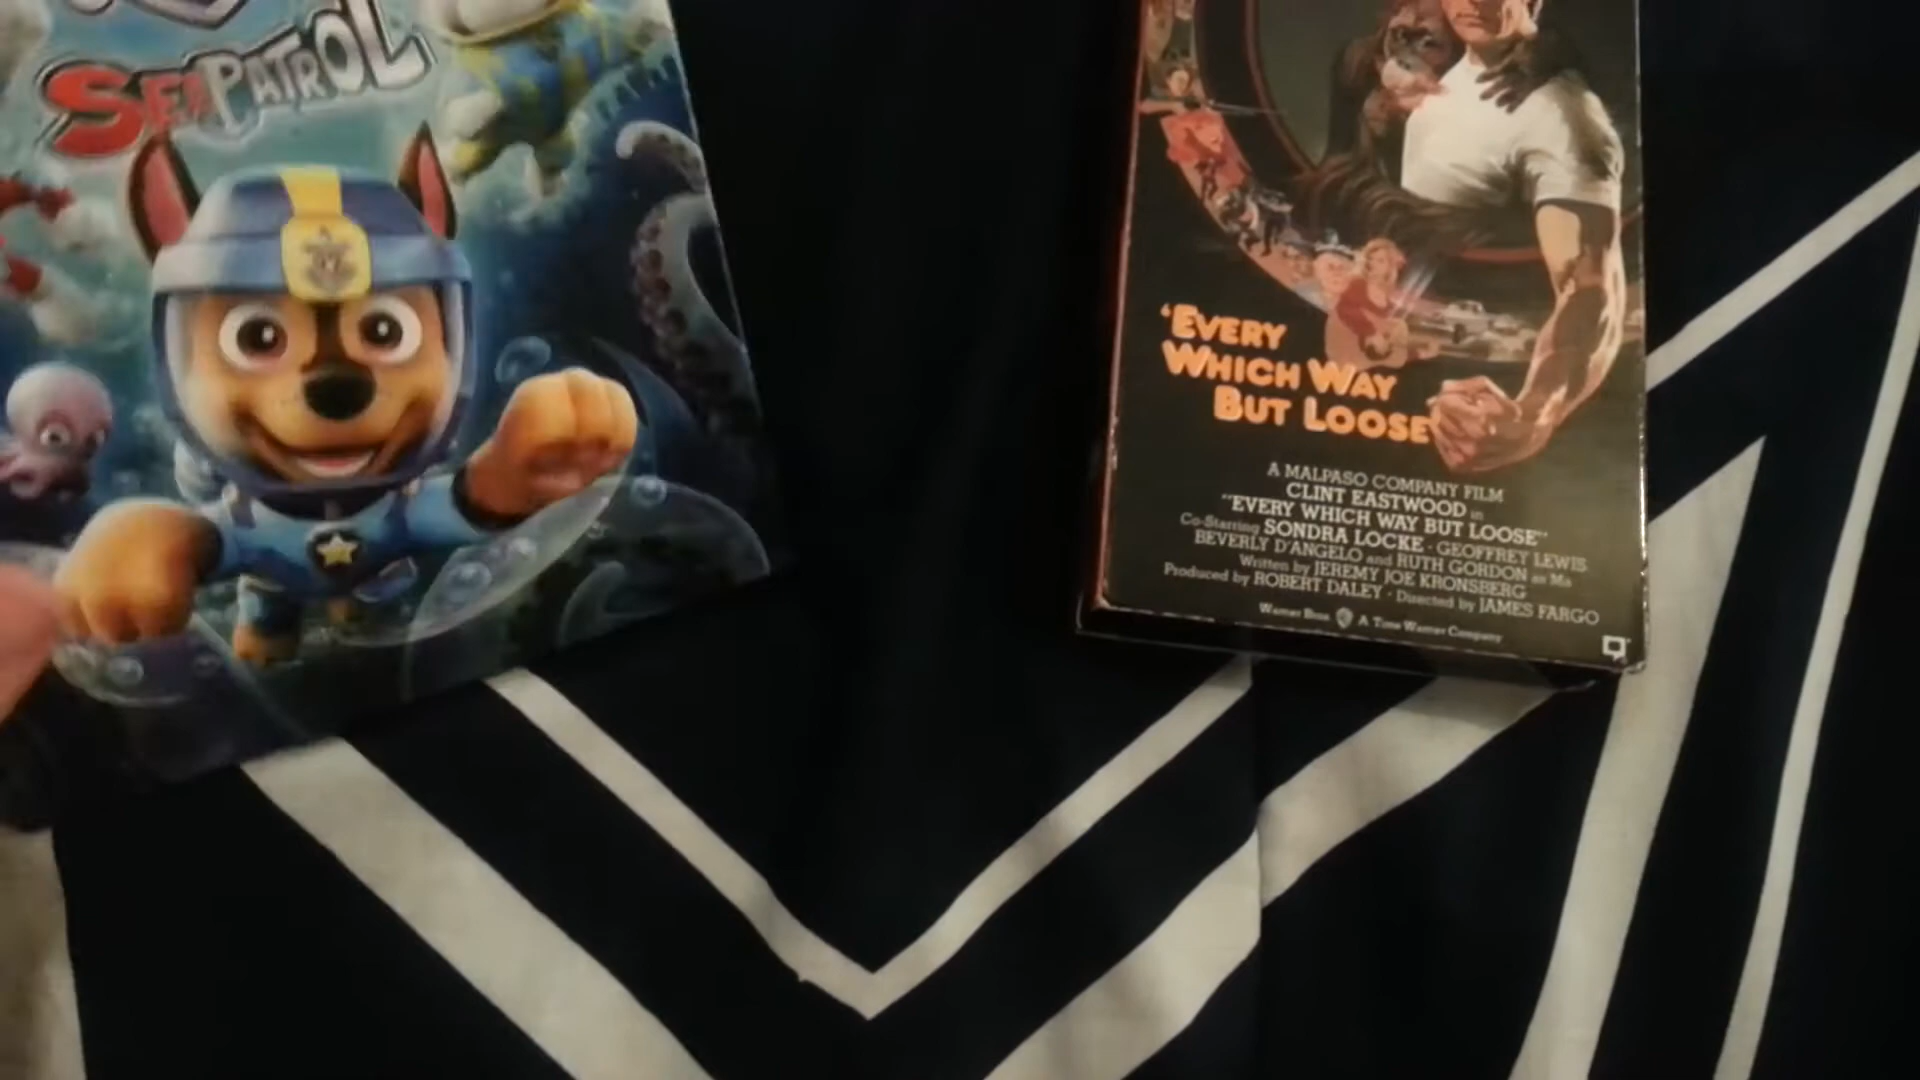 SEA PATROL
'EVERY
WHICH WAY
BUT LOOSE
A MALPASO COMPANY FILM
CLINT EASTWOOD in
"EVERY WHICH WAY BUT LOOSE"
Co-Starring SONDRA LOCKE · GEOFFREY LEWIS
BEVERLY D'ANGELO and RUTH GORDON as Ma
Written by JEREMY JOE KRONSBERG
Produced by ROBERT DALEY · Directed by JAMES FARGO
Warner Bros. A Time Warner Company